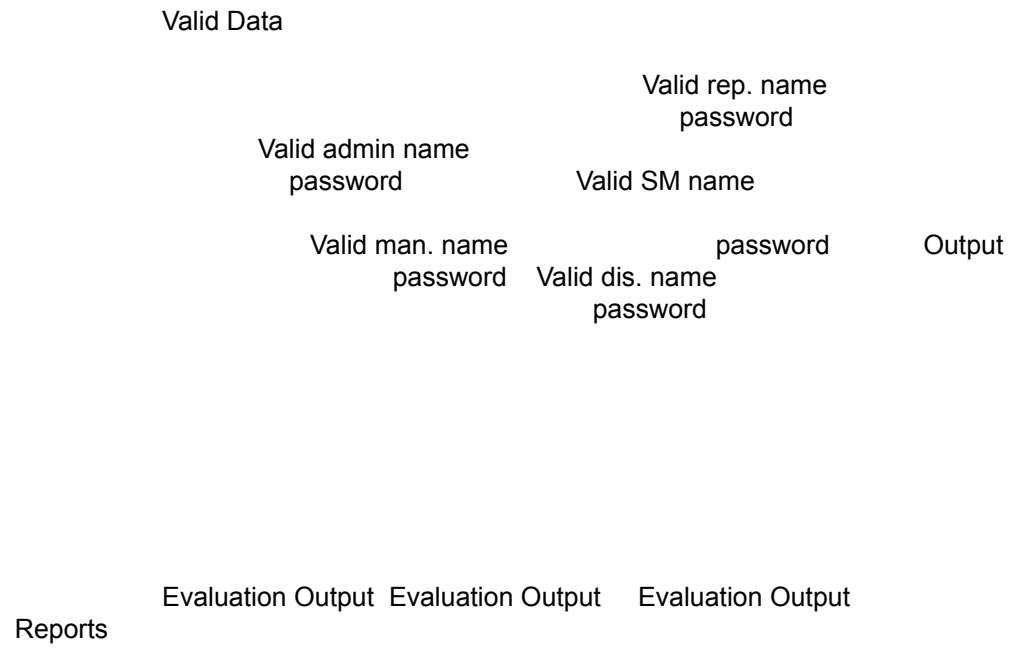 Valid Data
Valid rep. name
password
Valid admin name
password Valid SM name
Valid man. name password Output
password Valid dis. name
password
Evaluation Output Evaluation Output Evaluation Output
Reports